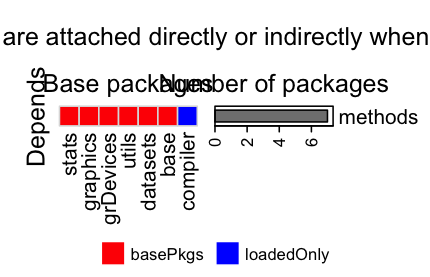 are attached directly or indirectly when
Base packages
Number of packages
Depends
methods
stats
graphics
grDevices
utils
datasets
base
compiler
0
2
4
6
basePkgs
loadedOnly